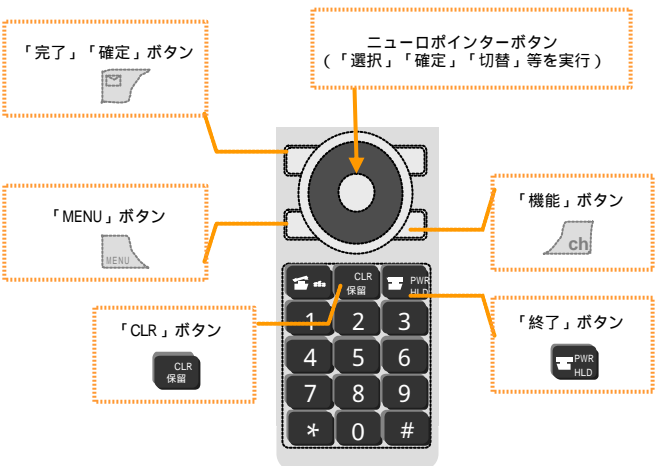 「完了」「確定」ボタン
ニューロポインターボタン
(「選択」「確定」「切替」等を実行)
「MENU」ボタン
MENU
「機能」ボタン
ch
「CLR」ボタン
CLR
保留
「終了」ボタン
PWR
HLD
CLR
保留
PWR
HLD
1 2 3
4 5 6
7 8 9
* 0 #